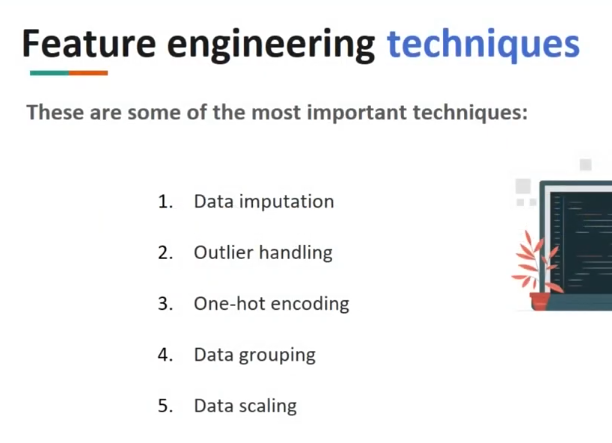 Feature engineering techniques
These are some of the most important techniques:
1. Data imputation
2. Outlier handling
3. One-hot encoding
4. Data grouping
5. Data scaling